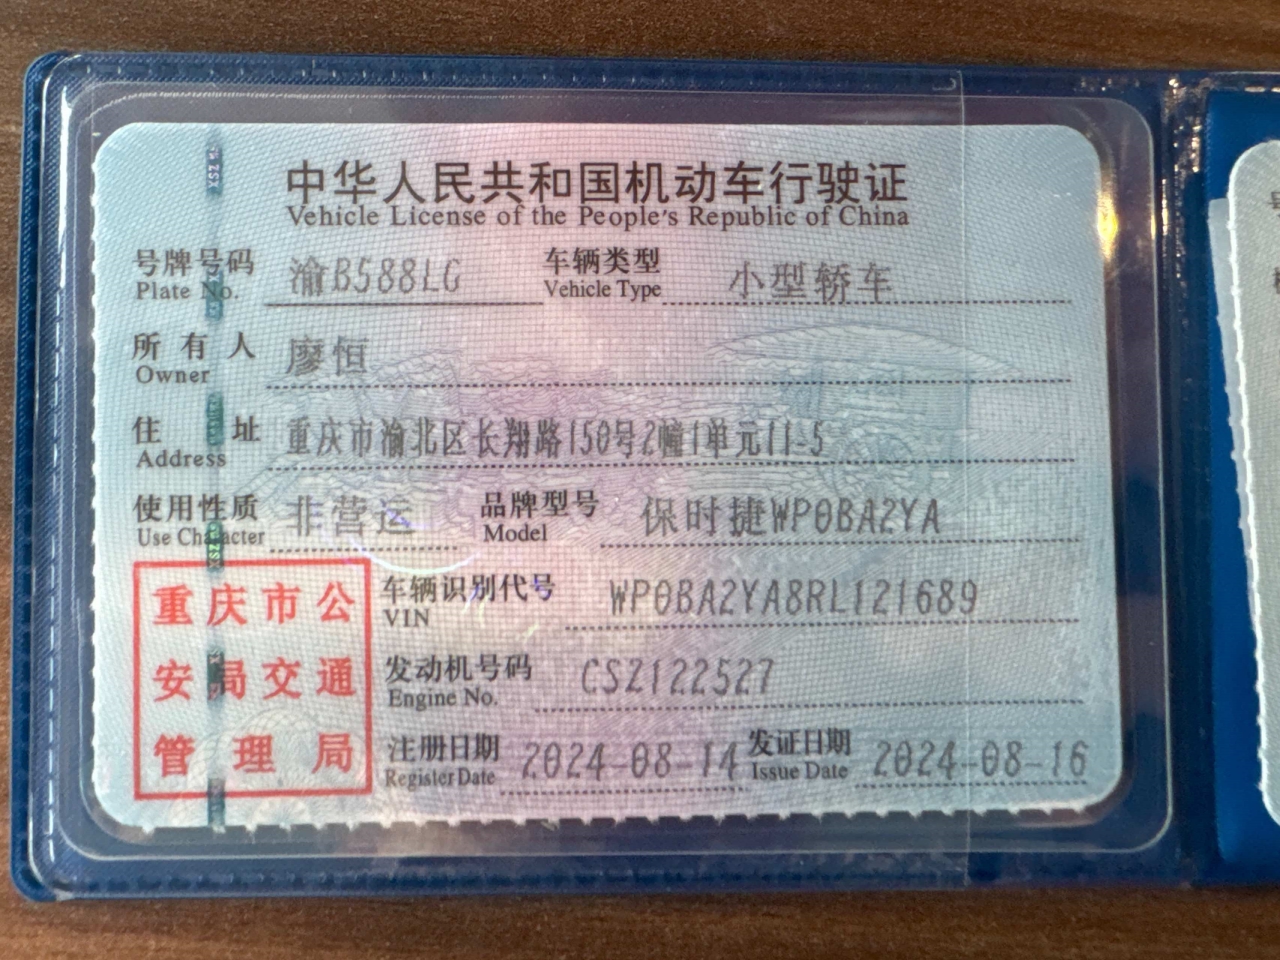 中华人民共和国机动车行驶证
Vehicle License of the People's Republic of China
号牌号码 渝B588LG 车辆类型 小型轿车
Plate No. Vehicle Type
所有人 廖恒
Owner
住址 重庆市渝北区长翔路150号2幢1单元11-5
Address
使用性质 非营运 品牌型号 保时捷WP0BA2YA
Use Character Model
重庆市公 车辆识别代号 WP0BA2YA8RL121689
VIN
安局交通 发动机号码 CSZ122527
Engine No.
管理局 注册日期 2024-08-14 发证日期 2024-08-16
Register Date Issue Date